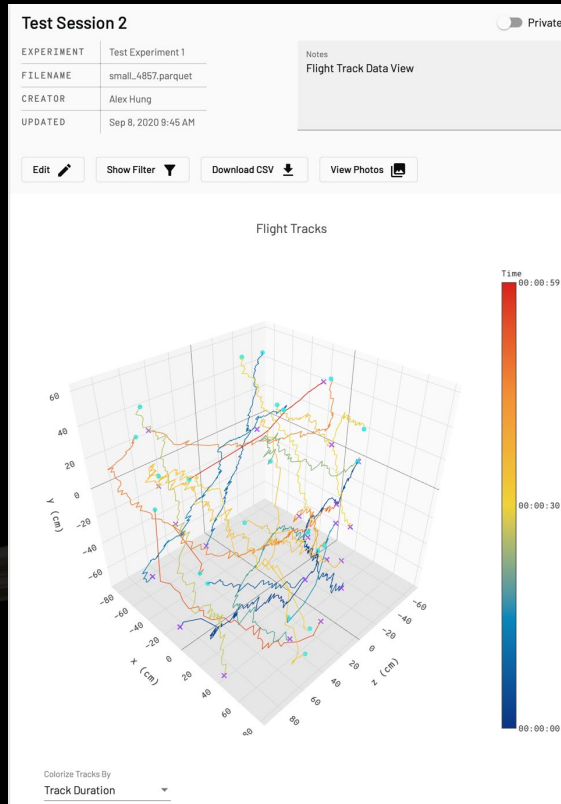 Test Session 2
Private
EXPERIMENT Test Experiment 1
FILENAME small_4857.parquet
CREATOR Alex Hung
UPDATED Sep 8, 2020 9:45 AM
Notes
Flight Track Data View
Edit Show Filter Download CSV View Photos
Flight Tracks
Time
00:00:59
00:00:30
00:00:00
60
40
20
0
-20
-40
-60
Y (cm)
-80
-60
-40
-20
0
20
40
60
80
X (cm)
-60
-40
-20
0
20
40
60
80
Z (cm)
Colorize Tracks By
Track Duration